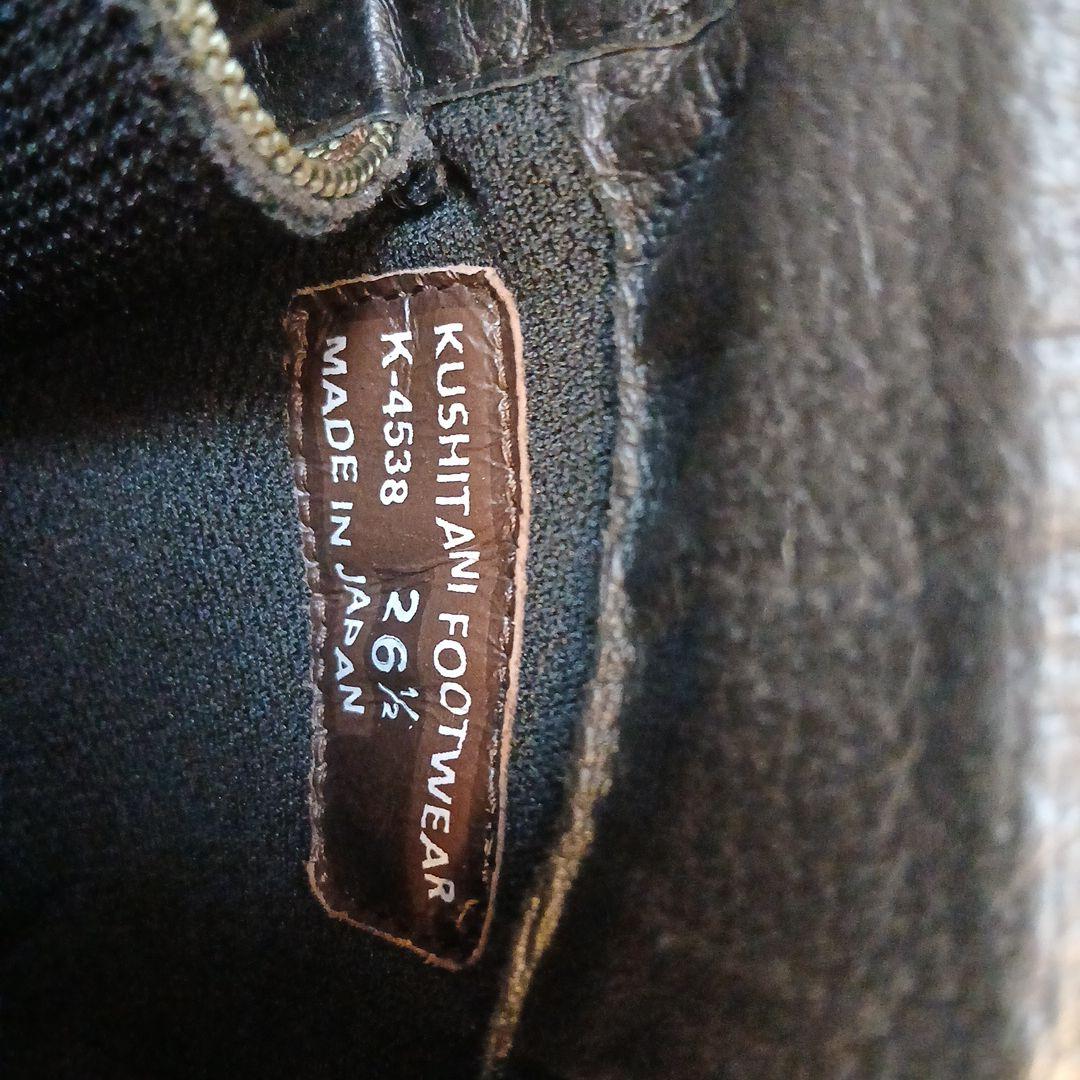 KUSHITANI FOOTWEAR
K-4538 26½
MADE IN JAPAN